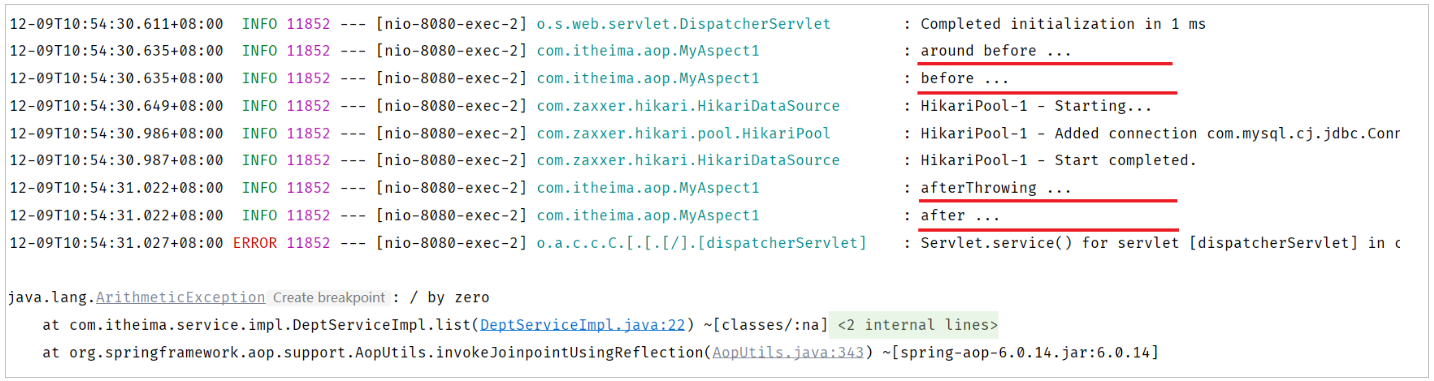 12-09T10:54:30.611+08:00  INFO 11852 --- [nio-8080-exec-2] o.s.web.servlet.DispatcherServlet        : Completed initialization in 1 ms
12-09T10:54:30.635+08:00  INFO 11852 --- [nio-8080-exec-2] com.itheima.aop.MyAspect1                : around before ...
12-09T10:54:30.635+08:00  INFO 11852 --- [nio-8080-exec-2] com.itheima.aop.MyAspect1                : before ...
12-09T10:54:30.649+08:00  INFO 11852 --- [nio-8080-exec-2] com.zaxxer.hikari.HikariDataSource       : HikariPool-1 - Starting...
12-09T10:54:30.986+08:00  INFO 11852 --- [nio-8080-exec-2] com.zaxxer.hikari.pool.HikariPool        : HikariPool-1 - Added connection com.mysql.cj.jdbc.Conn
12-09T10:54:30.987+08:00  INFO 11852 --- [nio-8080-exec-2] com.zaxxer.hikari.HikariDataSource       : HikariPool-1 - Start completed.
12-09T10:54:31.022+08:00  INFO 11852 --- [nio-8080-exec-2] com.itheima.aop.MyAspect1                : afterThrowing ...
12-09T10:54:31.022+08:00  INFO 11852 --- [nio-8080-exec-2] com.itheima.aop.MyAspect1                : after ...
12-09T10:54:31.027+08:00 ERROR 11852 --- [nio-8080-exec-2] o.a.c.c.C.[.[.[/].[dispatcherServlet]    : Servlet.service() for servlet [dispatcherServlet] in c
java.lang.ArithmeticException Create breakpoint : / by zero
    at com.itheima.service.impl.DeptServiceImpl.list(DeptServiceImpl.java:22) ~[classes/:na] <2 internal lines>
    at org.springframework.aop.support.AopUtils.invokeJoinpointUsingReflection(AopUtils.java:343) ~[spring-aop-6.0.14.jar:6.0.14]